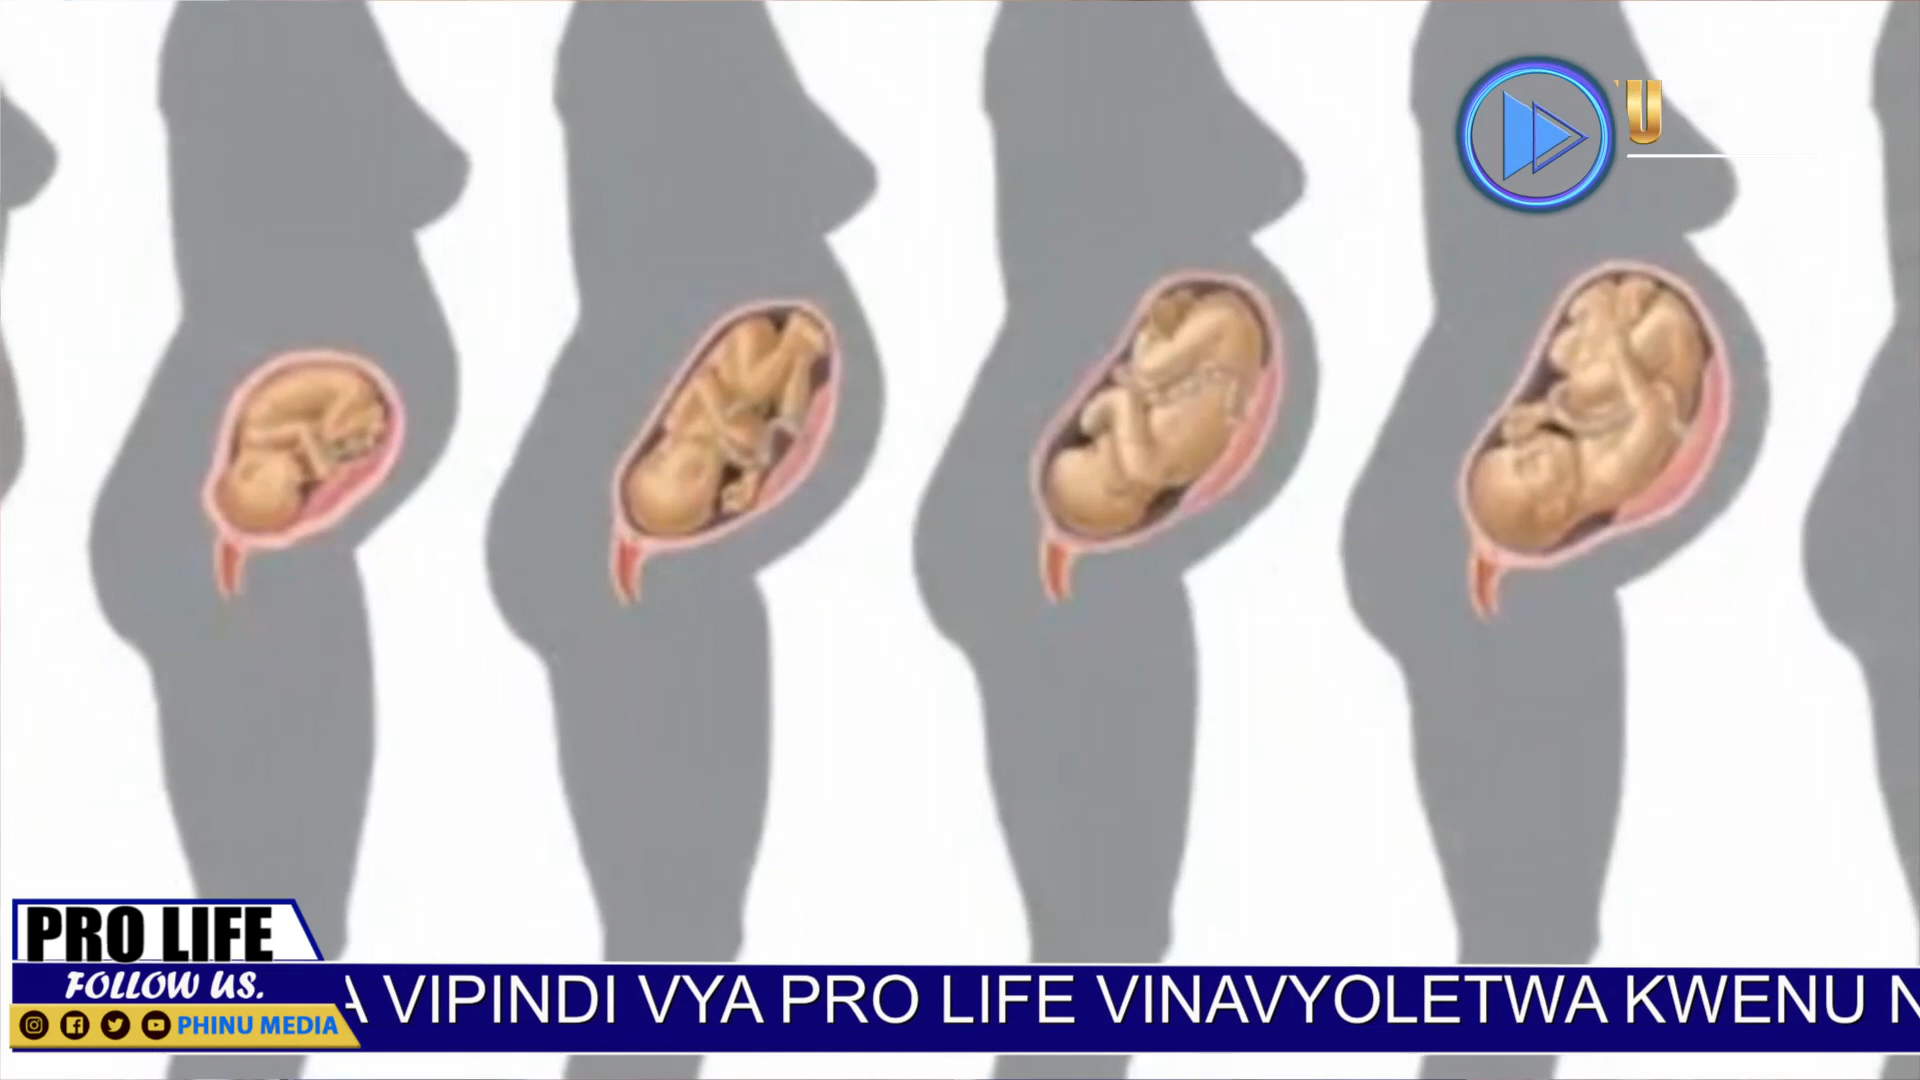 U
PRO LIFE
FOLLOW US.
A VIPINDI VYA PRO LIFE VINAVYOLETWA KWENU N
PHINU MEDIA